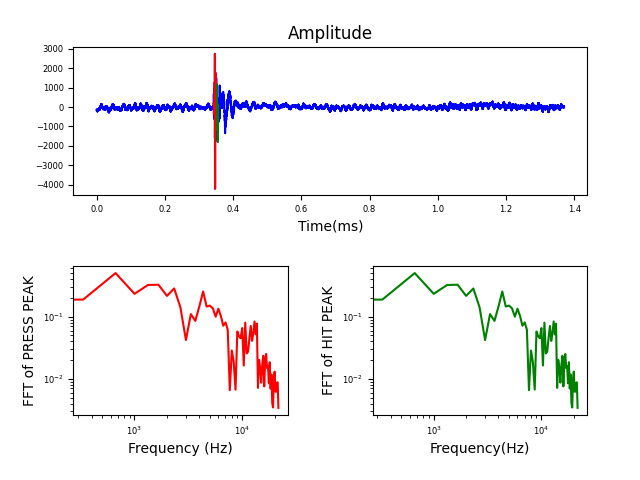 Amplitude
3000
2000
1000
0
−1000
−2000
−3000
−4000
0.0 0.2 0.4 0.6 0.8 1.0 1.2 1.4
Time(ms)
FFT of PRESS PEAK
10⁻¹
10⁻²
10³ 10⁴
Frequency (Hz)
FFT of HIT PEAK
10⁻¹
10⁻²
10³ 10⁴
Frequency(Hz)